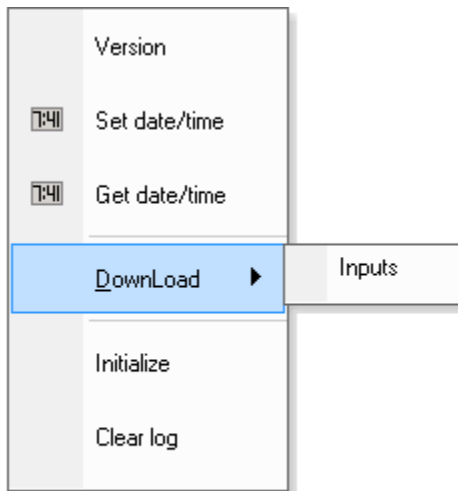 Version
7:41 Set date/time
7:41 Get date/time
DownLoad
Inputs
Initialize
Clear log